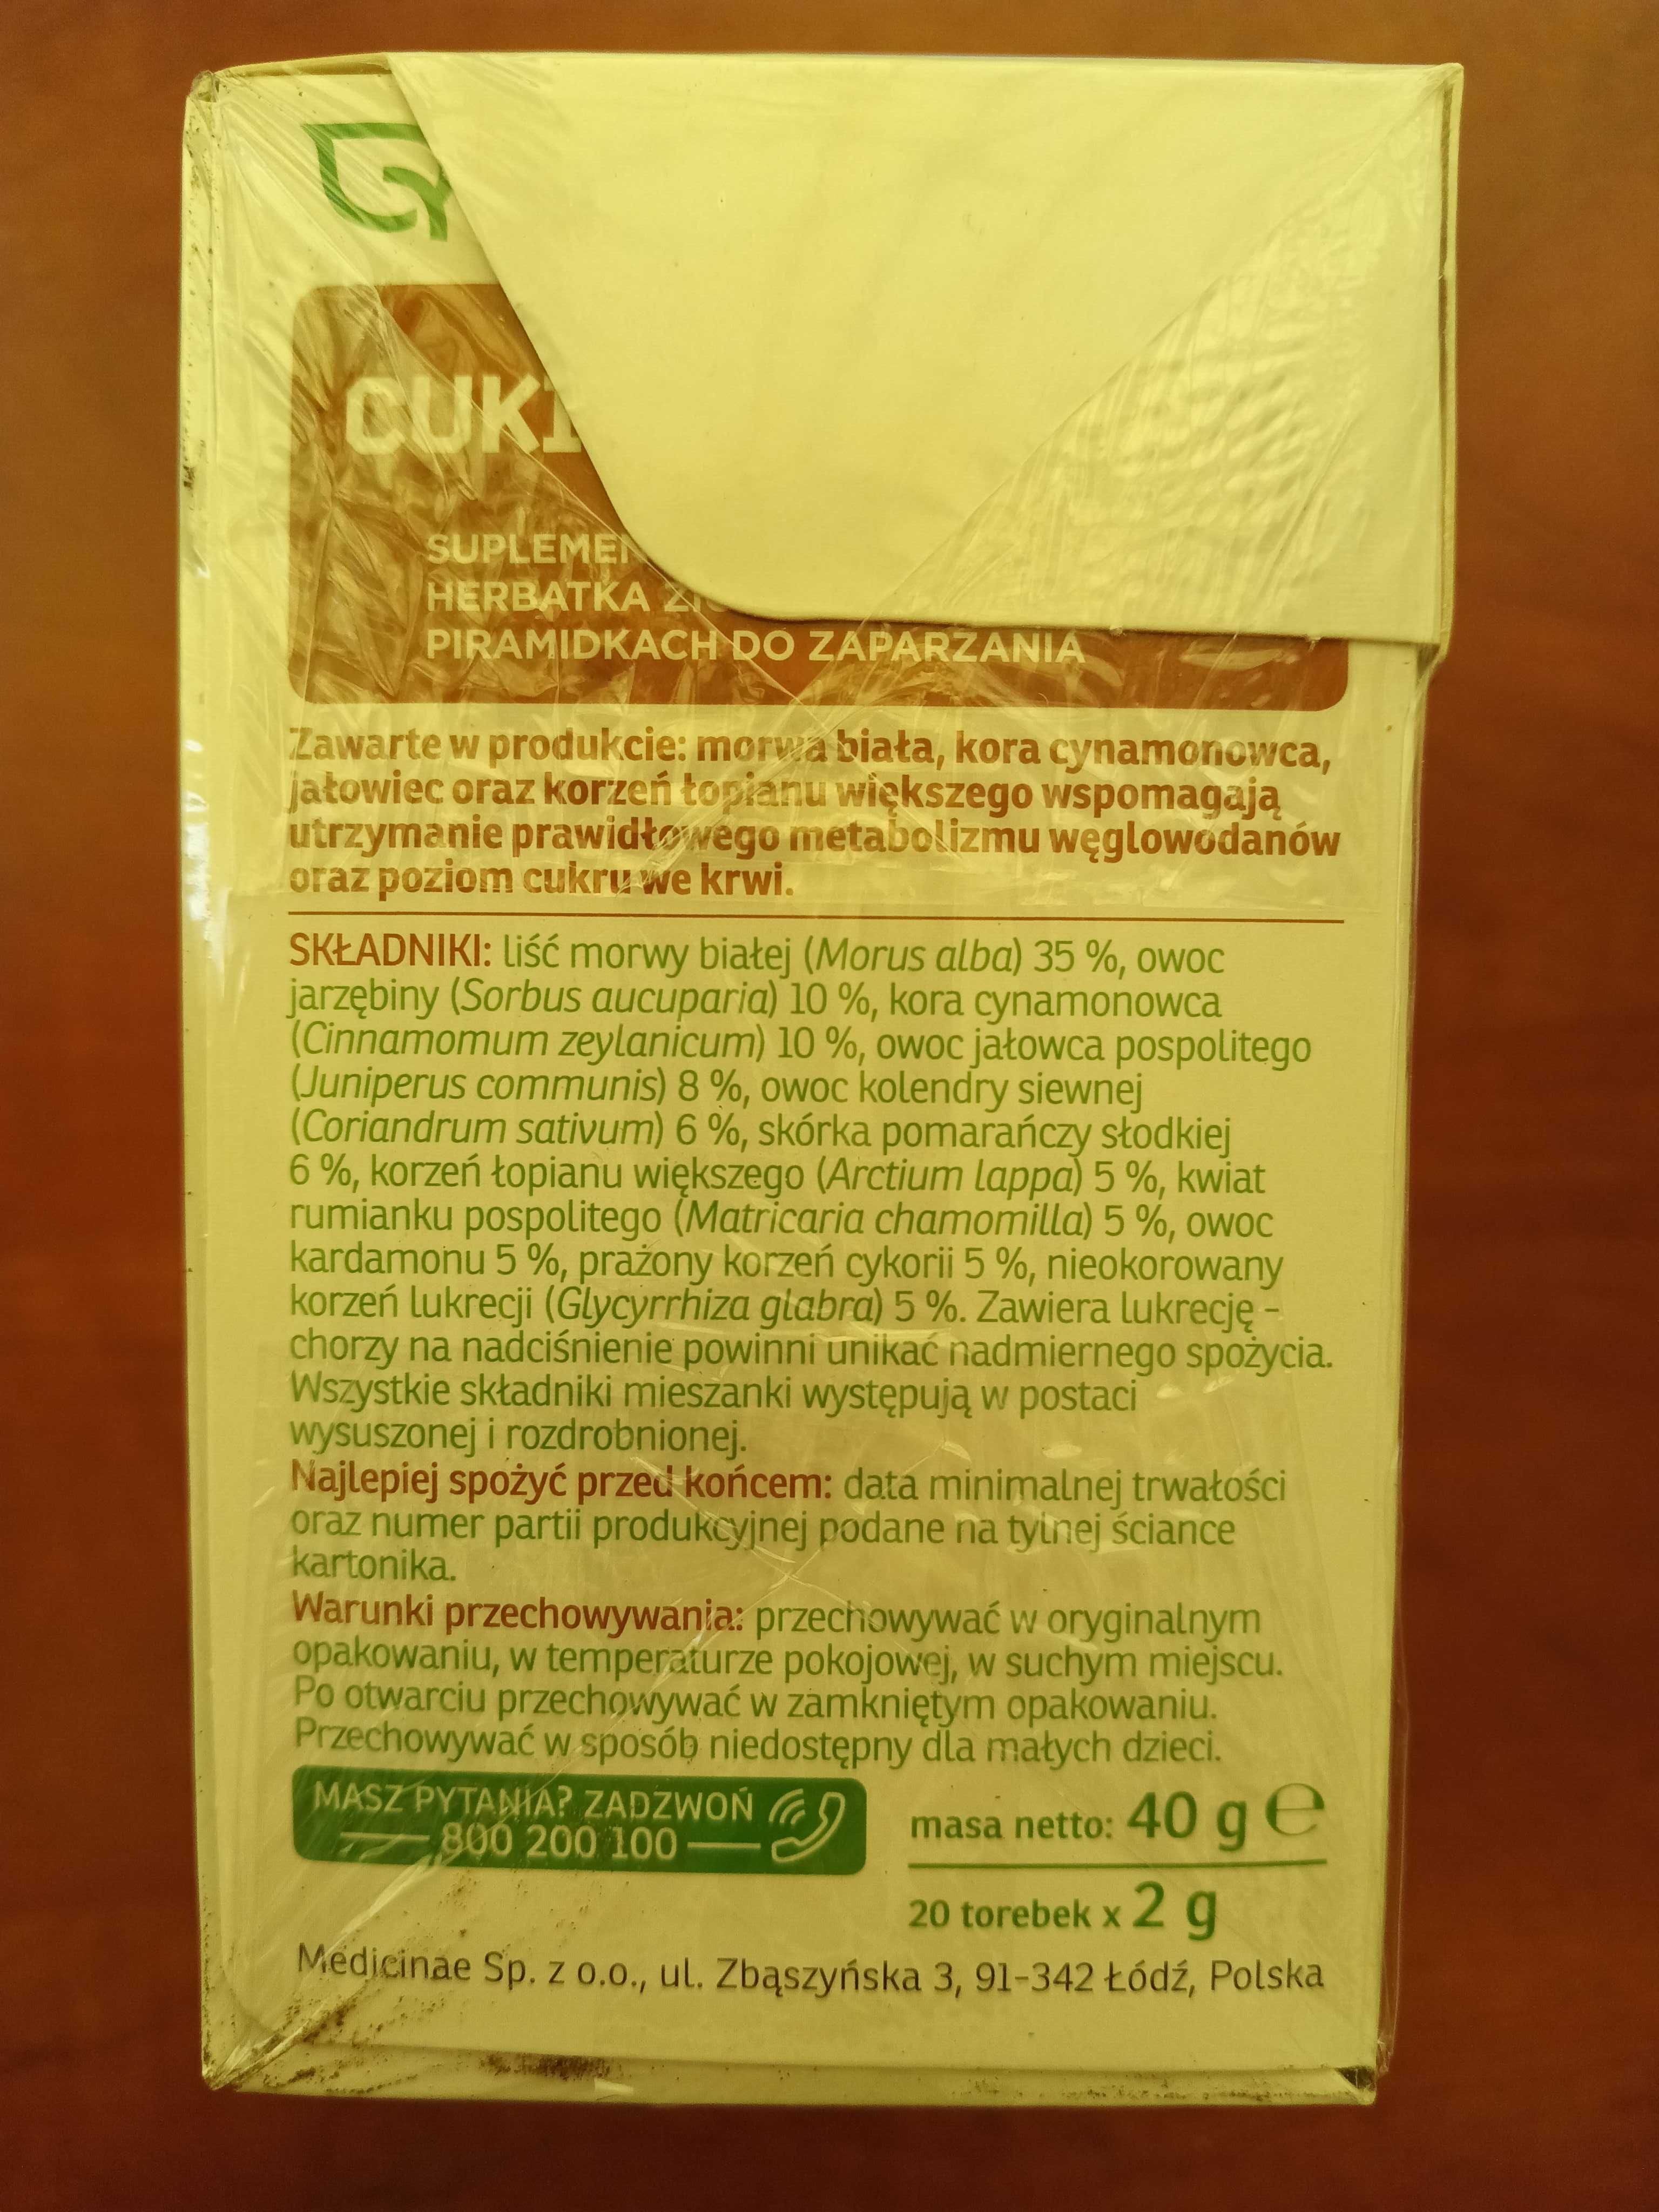 CUK
SUPLEME
HERBATKA
PIRAMIDKACH DO ZAPARZANIA
Zawarte w produkcie: morwa biała, kora cynamonowca,
jałowiec oraz korzeń łopianu większego wspomagają
utrzymanie prawidłowego metabolizmu węglowodanów
oraz poziom cukru we krwi.
SKŁADNIKI: liść morwy białej (Morus alba) 35 %, owoc
jarzębiny (Sorbus aucuparia) 10 %, kora cynamonowca
(Cinnamomum zeylanicum) 10 %, owoc jałowca pospolitego
(Juniperus communis) 8 %, owoc kolendry siewnej
(Coriandrum sativum) 6 %, skórka pomarańczy słodkiej
6 %, korzeń łopianu większego (Arctium lappa) 5 %, kwiat
rumianku pospolitego (Matricaria chamomilla) 5 %, owoc
kardamonu 5 %, prażony korzeń cykorii 5 %, nieokorowany
korzeń lukrecji (Glycyrrhiza glabra) 5 %. Zawiera lukrecję -
chorzy na nadciśnienie powinni unikać nadmiernego spożycia.
Wszystkie składniki mieszanki występują w postaci
wysuszonej i rozdrobnionej.
Najlepiej spożyć przed końcem: data minimalnej trwałości
oraz numer partii produkcyjnej podane na tylnej ściance
kartonika.
Warunki przechowywania: przechowywać w oryginalnym
opakowaniu, w temperaturze pokojowej, w suchym miejscu.
Po otwarciu przechowywać w zamkniętym opakowaniu.
Przechowywać w sposób niedostępny dla małych dzieci.
MASZ PYTANIA? ZADZWOŃ
800 200 100
masa netto: 40 g ℮
20 torebek x 2 g
Medicinae Sp. z o.o., ul. Zbąszyńska 3, 91-342 Łódź, Polska